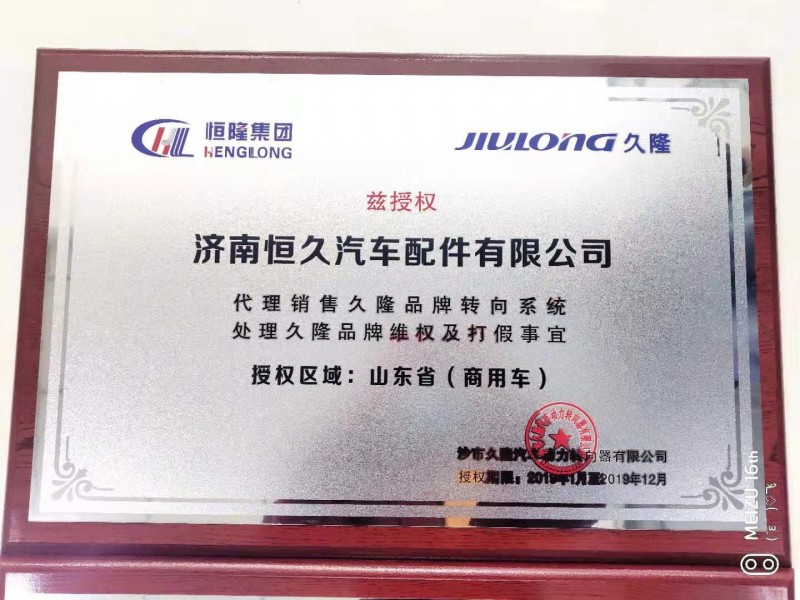 恒隆集团
HENGLONG
JIULONG 久隆
兹授权
济南恒久汽车配件有限公司
代理销售久隆品牌转向系统
处理久隆品牌维权及打假事宜
授权区域：山东省（商用车）
沙市久隆汽车动力转向器有限公司
授权期限：2019年1月至2019年12月
MEIZU 16th